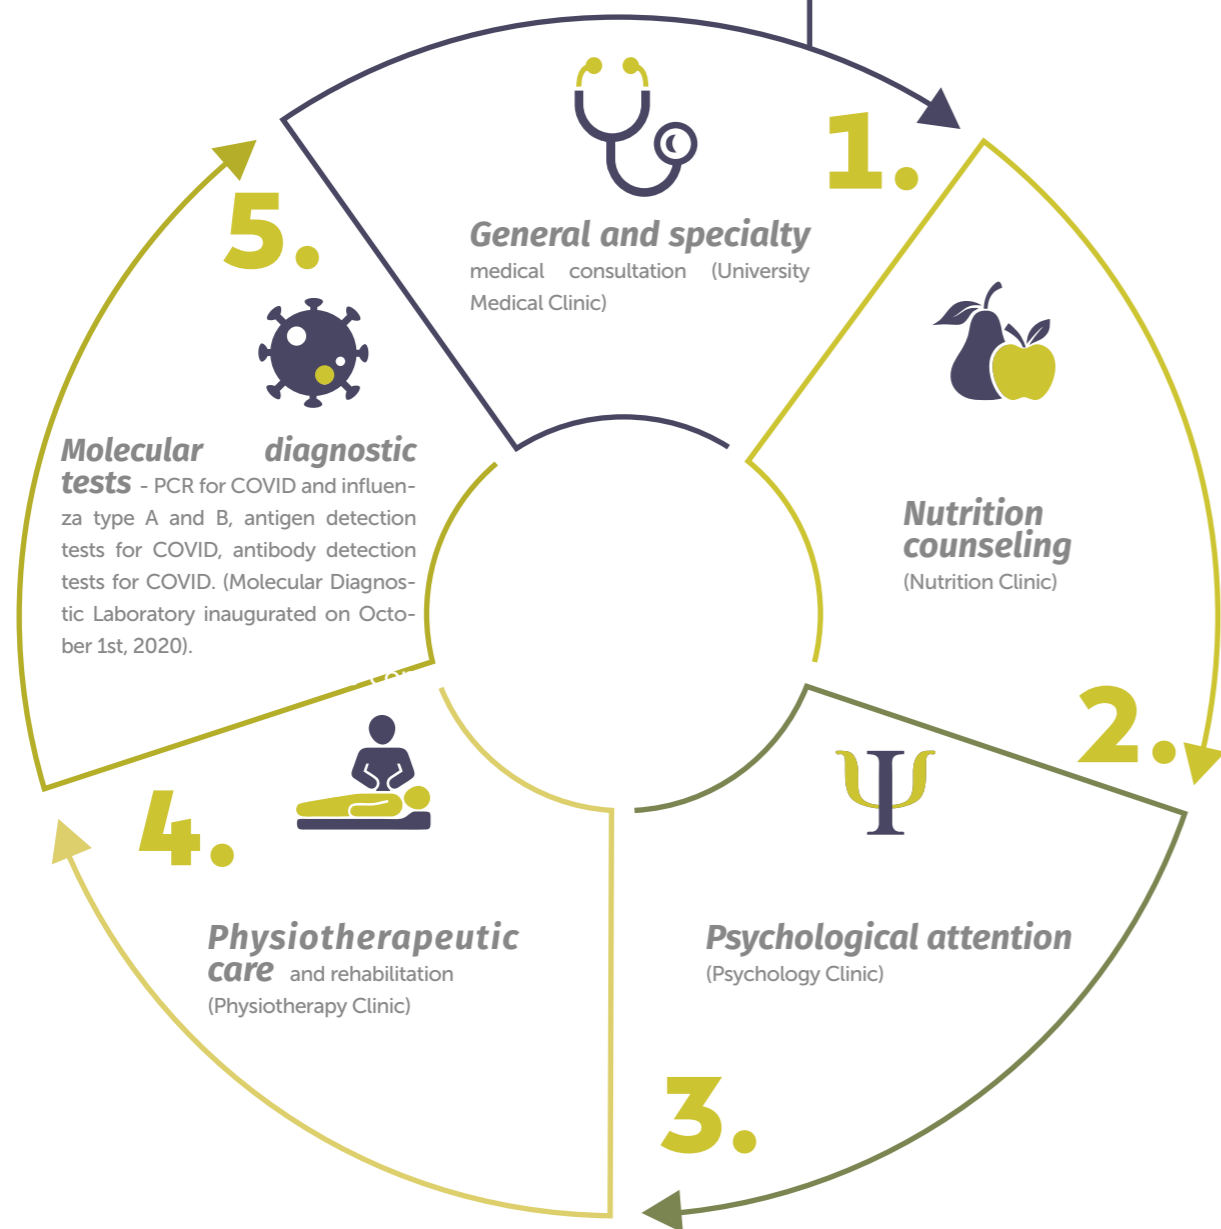 1.
General and specialty
medical consultation (University
Medical Clinic)
Nutrition
counseling
(Nutrition Clinic)
2.
Psychological attention
(Psychology Clinic)
3.
Physiotherapeutic
care and rehabilitation
(Physiotherapy Clinic)
4.
5.
Molecular diagnostic
tests - PCR for COVID and influen-
za type A and B, antigen detection
tests for COVID, antibody detection
tests for COVID. (Molecular Diagnos-
tic Laboratory inaugurated on Octo-
ber 1st, 2020).